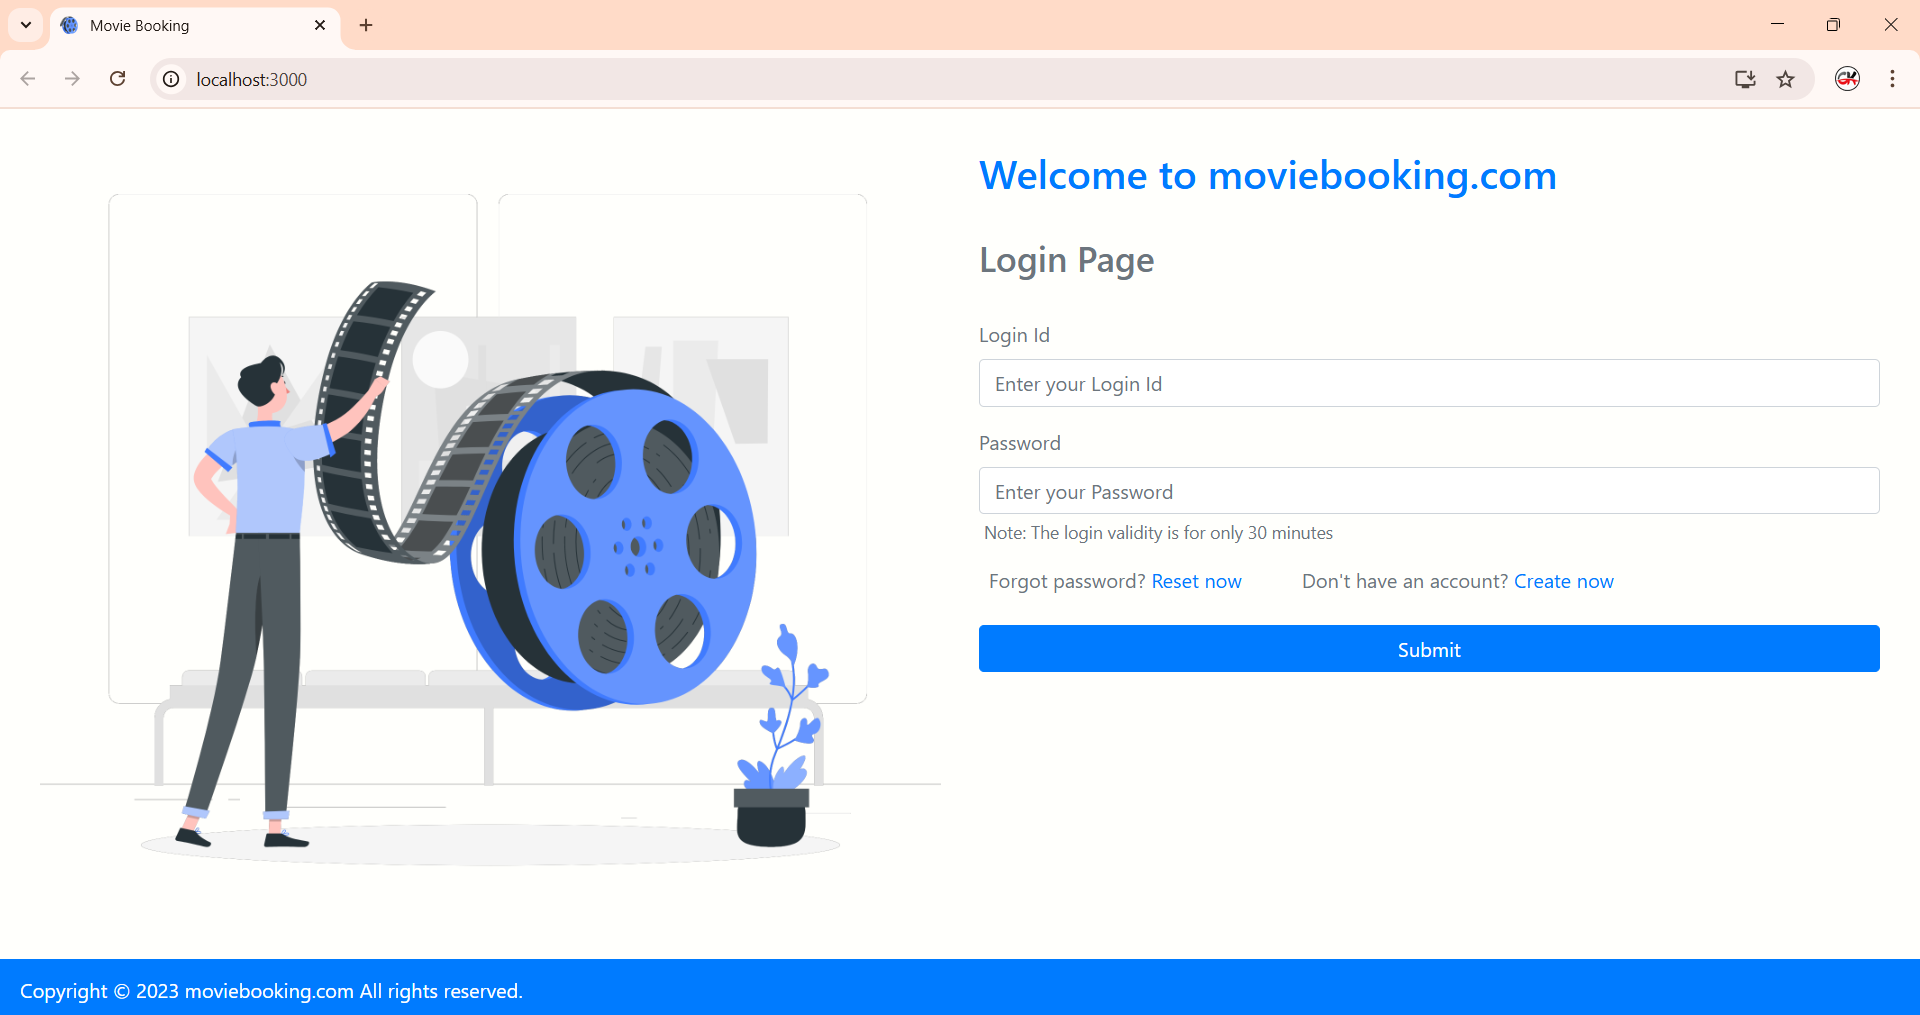 Movie Booking
localhost:3000
Welcome to moviebooking.com
Login Page
Login Id
Enter your Login Id
Password
Enter your Password
Note: The login validity is for only 30 minutes
Forgot password? Reset now Don't have an account? Create now
Submit
Copyright © 2023 moviebooking.com All rights reserved.